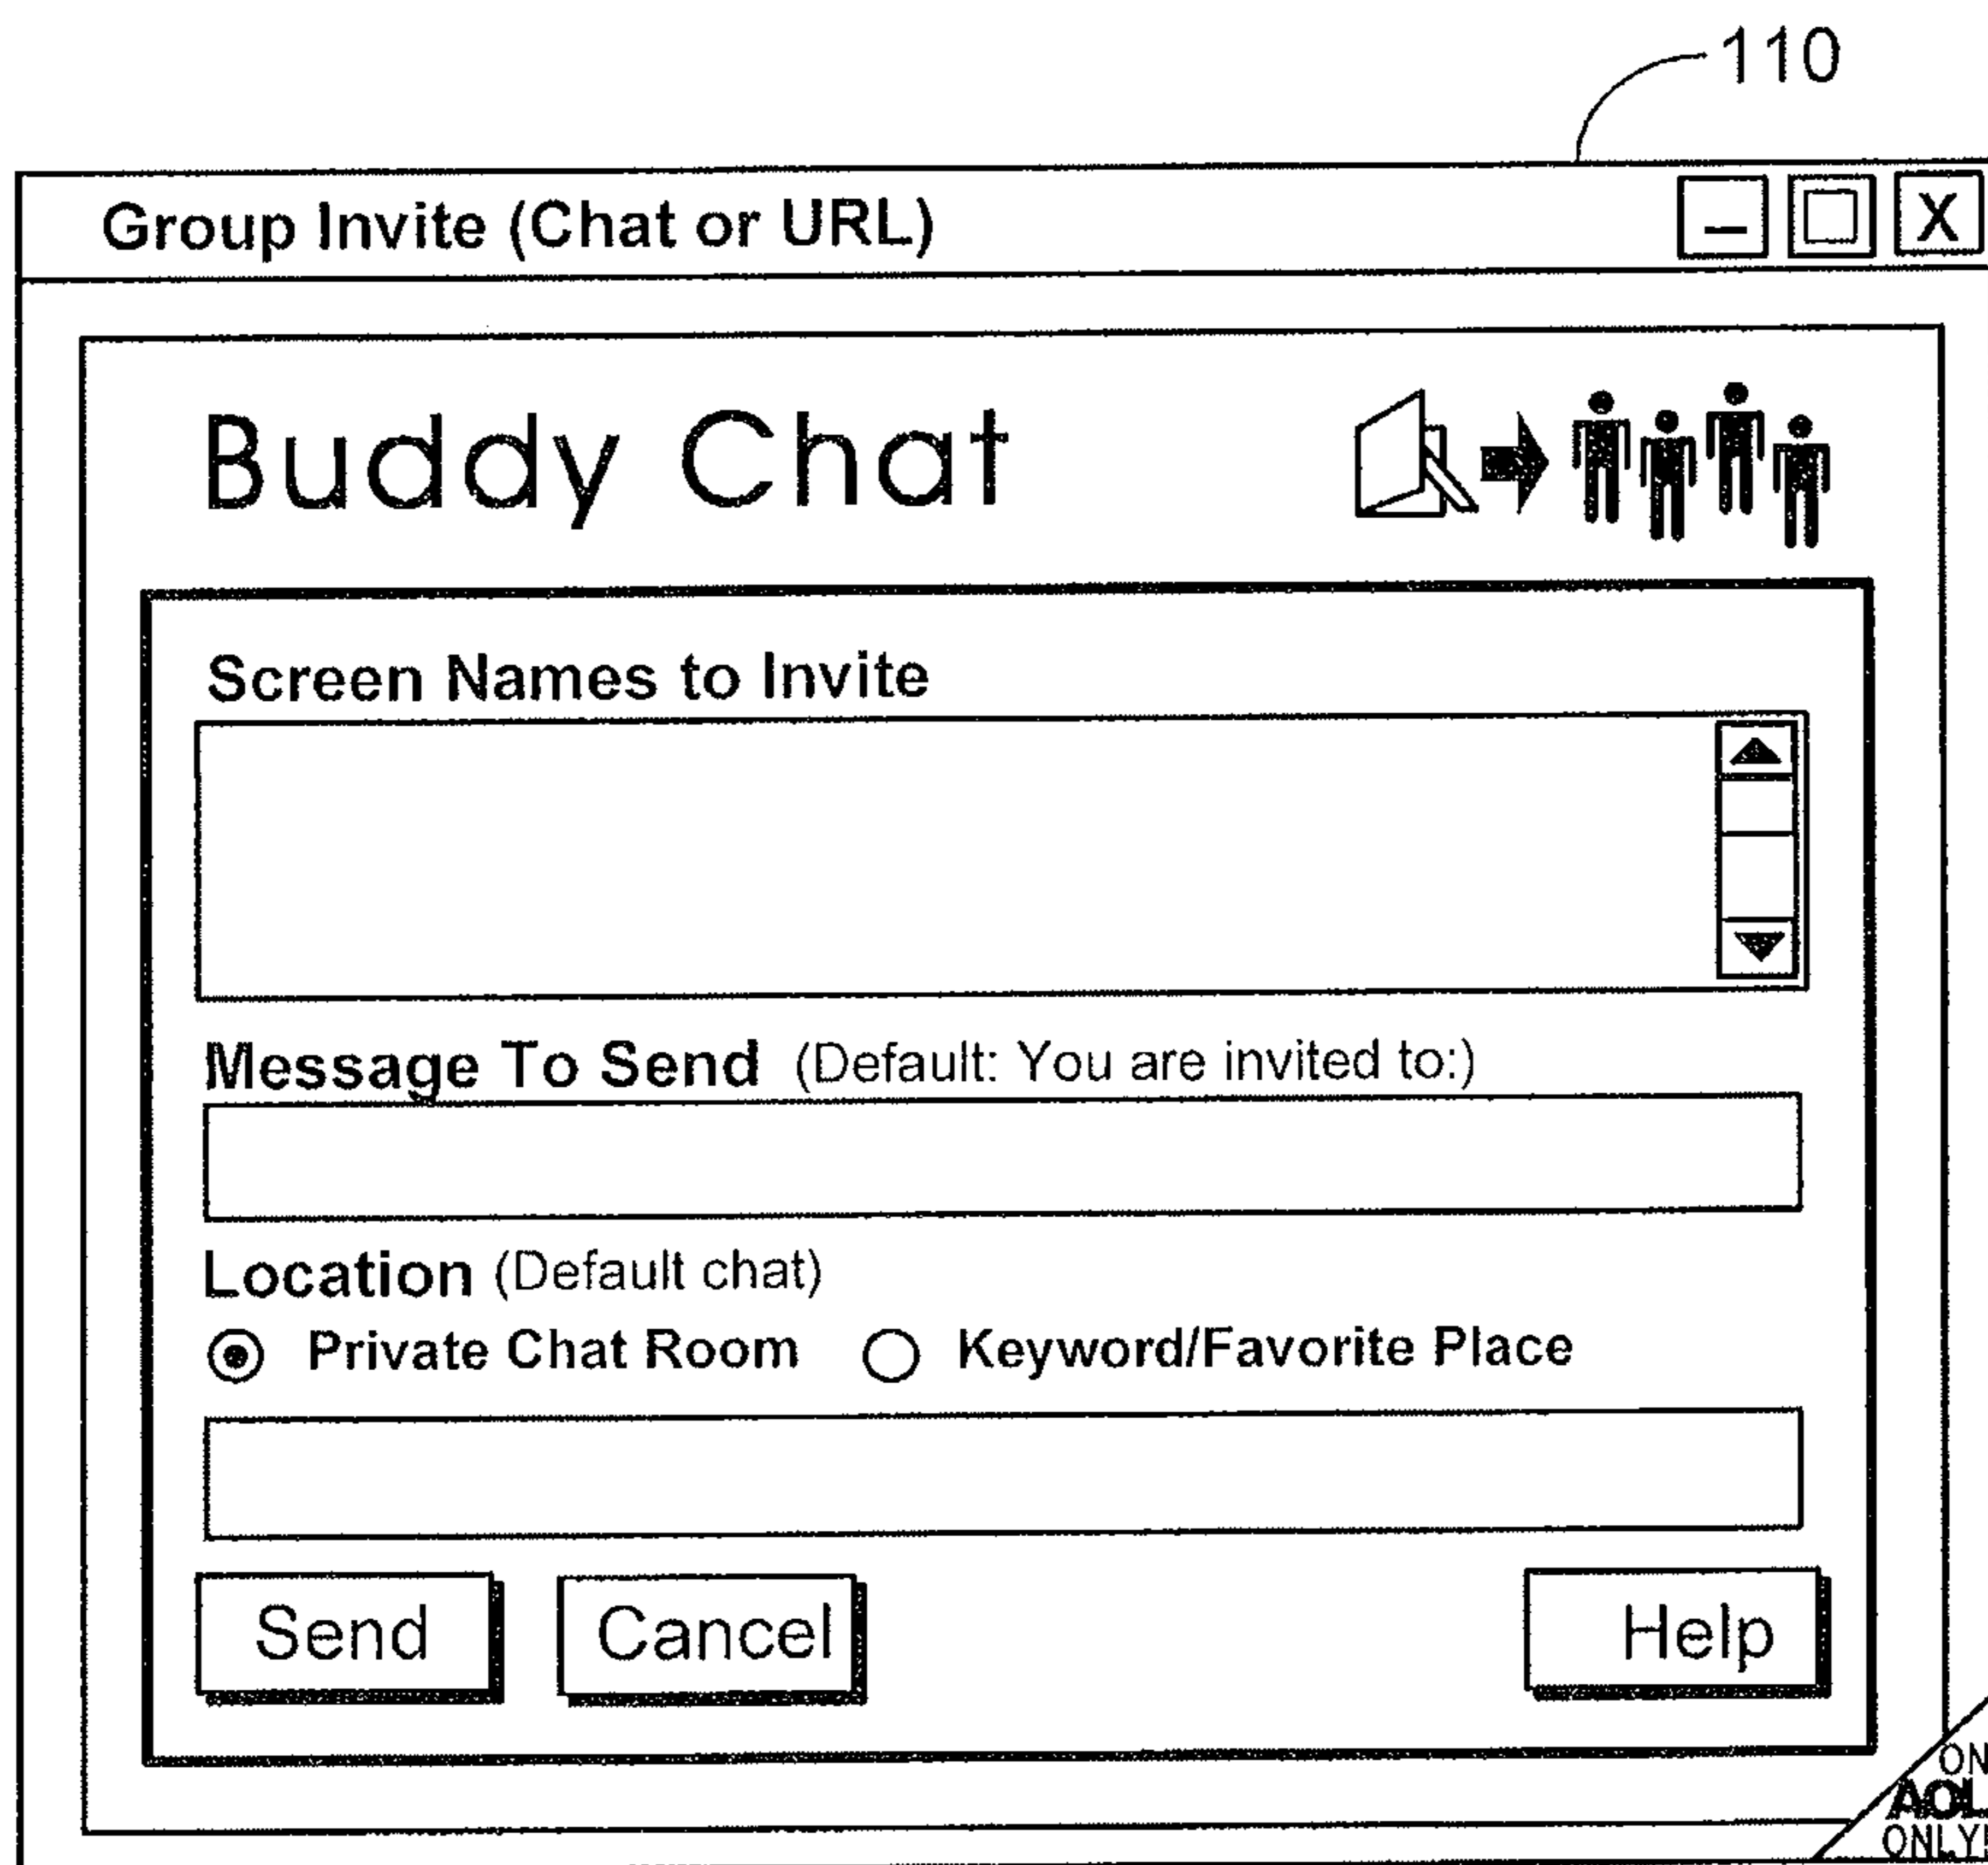 110
Group Invite (Chat or URL)
X
Buddy Chat
Screen Names to Invite
Message To Send (Default: You are invited to:)
Location (Default chat)
Private Chat Room Keyword/Favorite Place
Send Cancel Help
ON
AOL
ONLY!